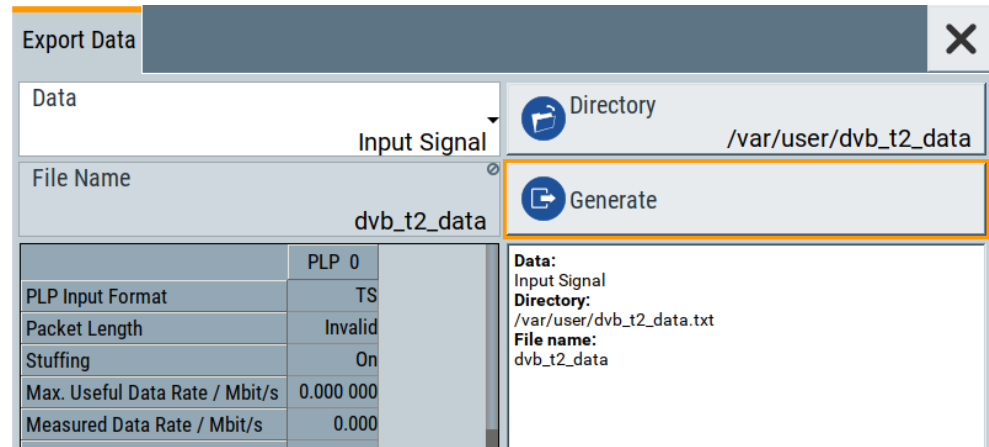 Export Data
Data
Input Signal
Directory
/var/user/dvb_t2_data
File Name
dvb_t2_data
Generate
PLP 0
PLP Input Format TS
Packet Length Invalid
Stuffing On
Max. Useful Data Rate / Mbit/s 0.000 000
Measured Data Rate / Mbit/s 0.000
Data:
Input Signal
Directory:
/var/user/dvb_t2_data.txt
File name:
dvb_t2_data